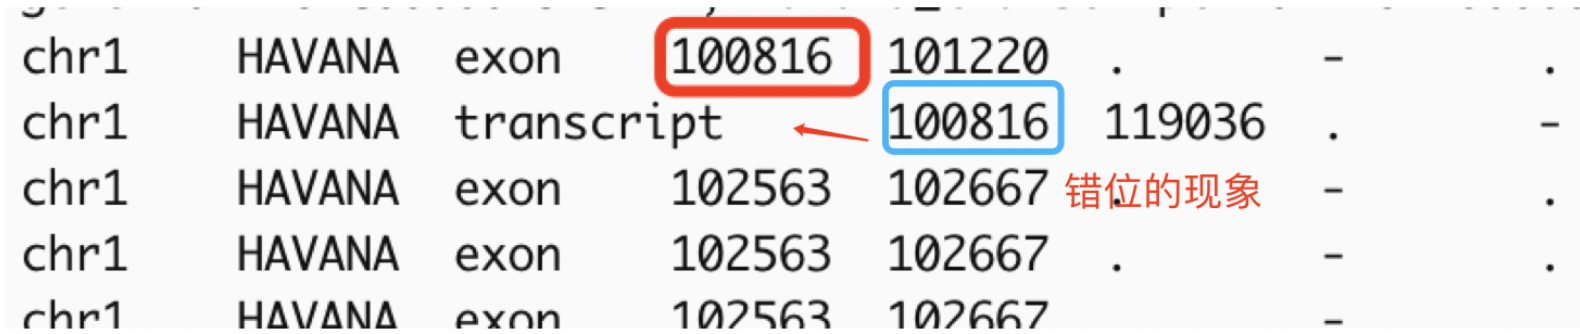 chr1 HAVANA exon 100816 101220 . - .
chr1 HAVANA transcript 100816 119036 . -
chr1 HAVANA exon 102563 102667 . - .
错位的现象
chr1 HAVANA exon 102563 102667 . - .
chr1 HAVANA exon 102563 102667 -